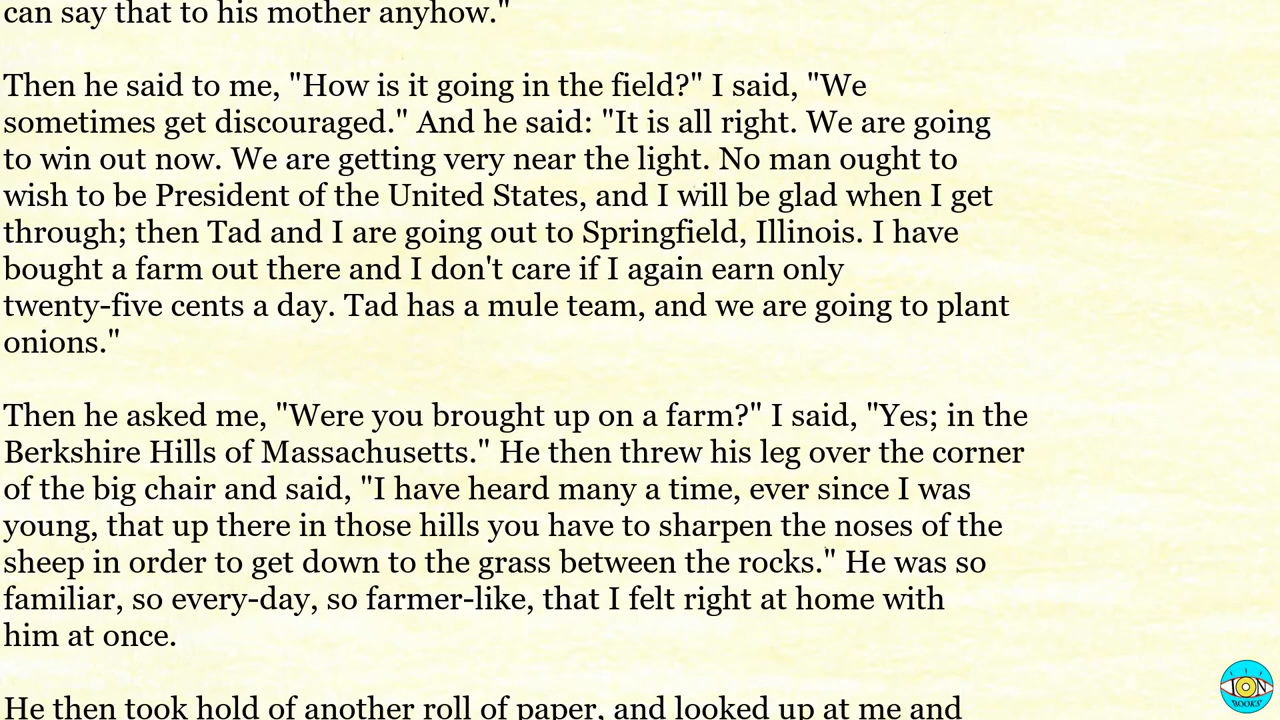 can say that to his mother anyhow."
Then he said to me, "How is it going in the field?" I said, "We
sometimes get discouraged." And he said: "It is all right. We are going
to win out now. We are getting very near the light. No man ought to
wish to be President of the United States, and I will be glad when I get
through; then Tad and I are going out to Springfield, Illinois. I have
bought a farm out there and I don't care if I again earn only
twenty-five cents a day. Tad has a mule team, and we are going to plant
onions."
Then he asked me, "Were you brought up on a farm?" I said, "Yes; in the
Berkshire Hills of Massachusetts." He then threw his leg over the corner
of the big chair and said, "I have heard many a time, ever since I was
young, that up there in those hills you have to sharpen the noses of the
sheep in order to get down to the grass between the rocks." He was so
familiar, so every-day, so farmer-like, that I felt right at home with
him at once.
He then took hold of another roll of paper, and looked up at me and
ION
BOOKS